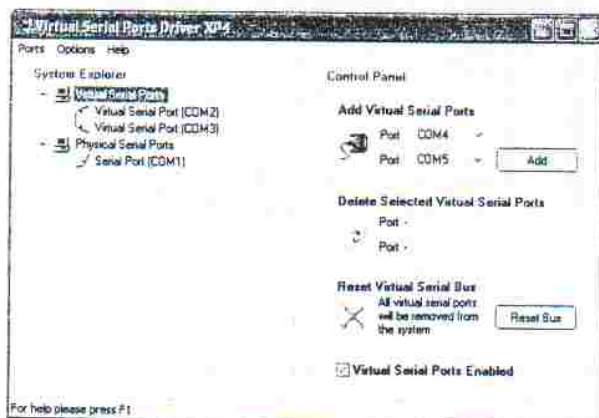 Virtual Serial Ports Driver XP4
Ports Options Help
System Explorer
Virtual Serial Ports
Virtual Serial Port (COM2)
Virtual Serial Port (COM3)
Physical Serial Ports
Serial Port (COM1)
Control Panel
Add Virtual Serial Ports
Port COM4
Port COM5
Add
Delete Selected Virtual Serial Ports
Port -
Port -
Reset Virtual Serial Bus
All virtual serial ports
will be removed from
the system
Reset Bus
Virtual Serial Ports Enabled
For help please press F1